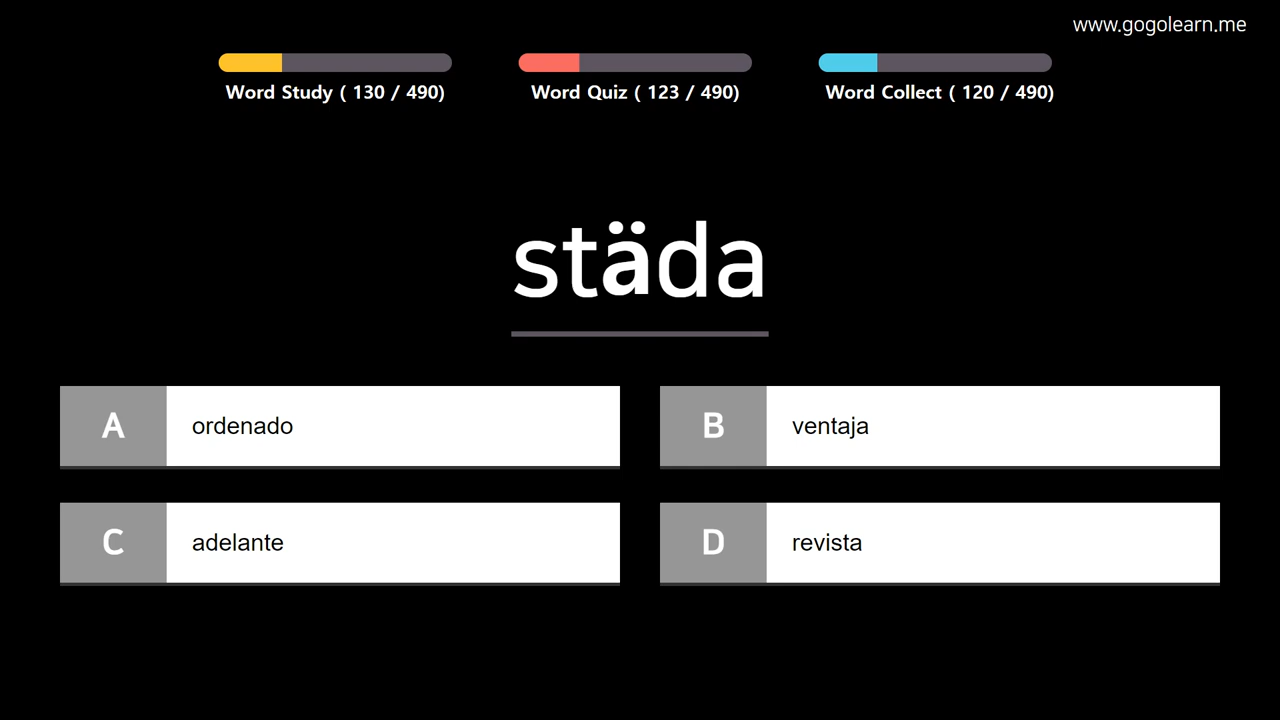 www.gogolearn.me
Word Study ( 130 / 490)
Word Quiz ( 123 / 490)
Word Collect ( 120 / 490)
städa
A ordenado
B ventaja
C adelante
D revista